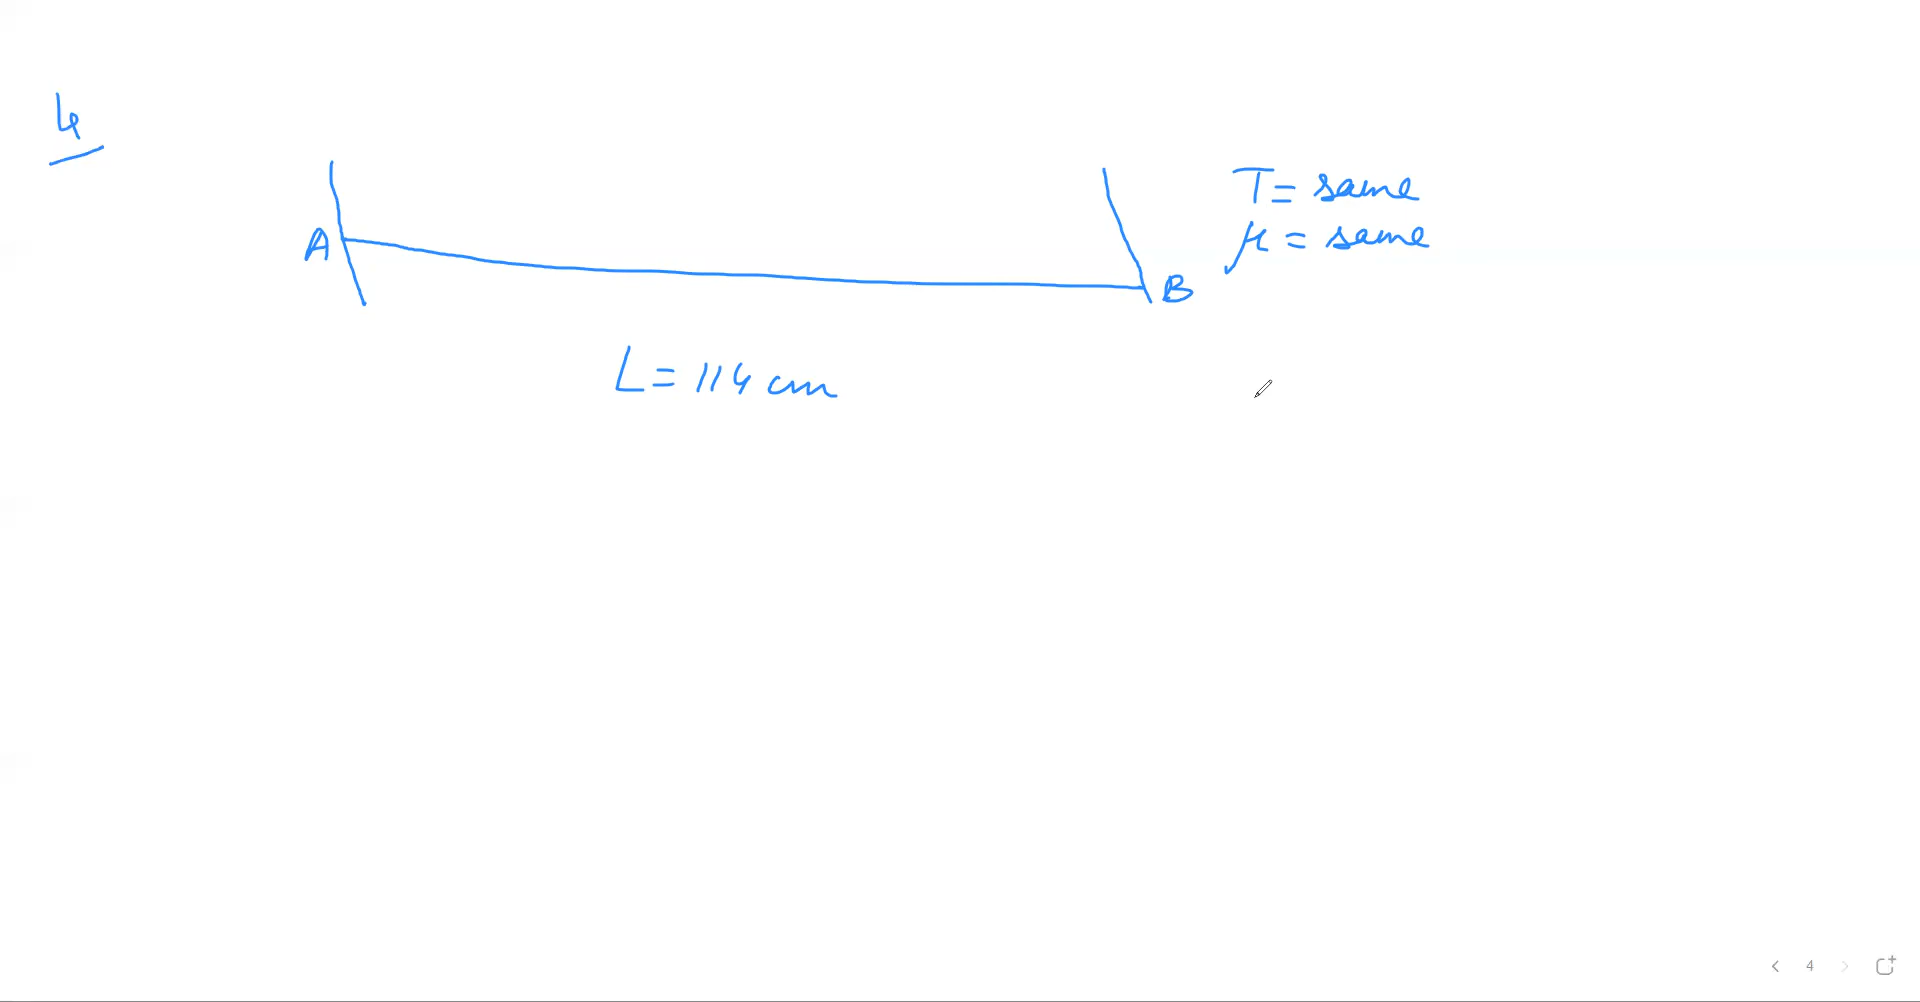 4
A
B
T = same
μ = same
L = 114 cm
4